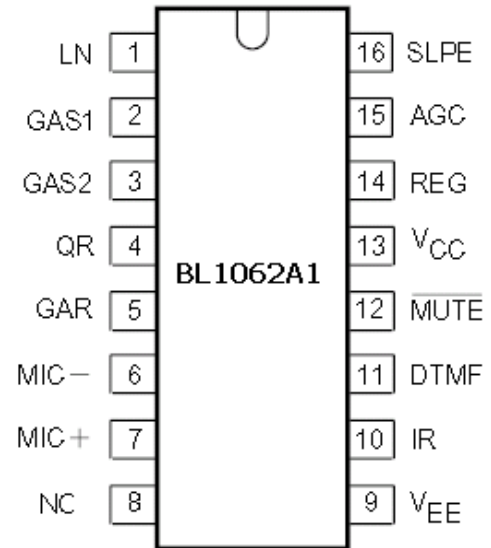 LN 1 16 SLPE
GAS1 2 15 AGC
GAS2 3 14 REG
QR 4 13 VCC
BL1062A1
GAR 5 12 MUTE
MIC− 6 11 DTMF
MIC+ 7 10 IR
NC 8 9 VEE